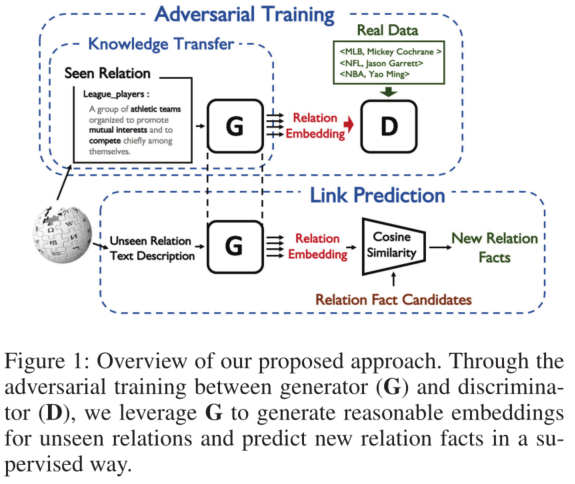 Adversarial Training
Knowledge Transfer
Real Data
<MLB, Mickey Cochrane >
<NFL, Jason Garrett>
<NBA, Yao Ming>
Seen Relation
League_players :
A group of athletic teams
organized to promote
mutual interests and to
compete chiefly among
themselves.
G
Relation
Embedding
D
Link Prediction
Unseen Relation
Text Description
G
Relation
Embedding
Cosine
Similarity
New Relation
Facts
Relation Fact Candidates
Figure 1: Overview of our proposed approach. Through the
adversarial training between generator (G) and discrimina-
tor (D), we leverage G to generate reasonable embeddings
for unseen relations and predict new relation facts in a su-
pervised way.